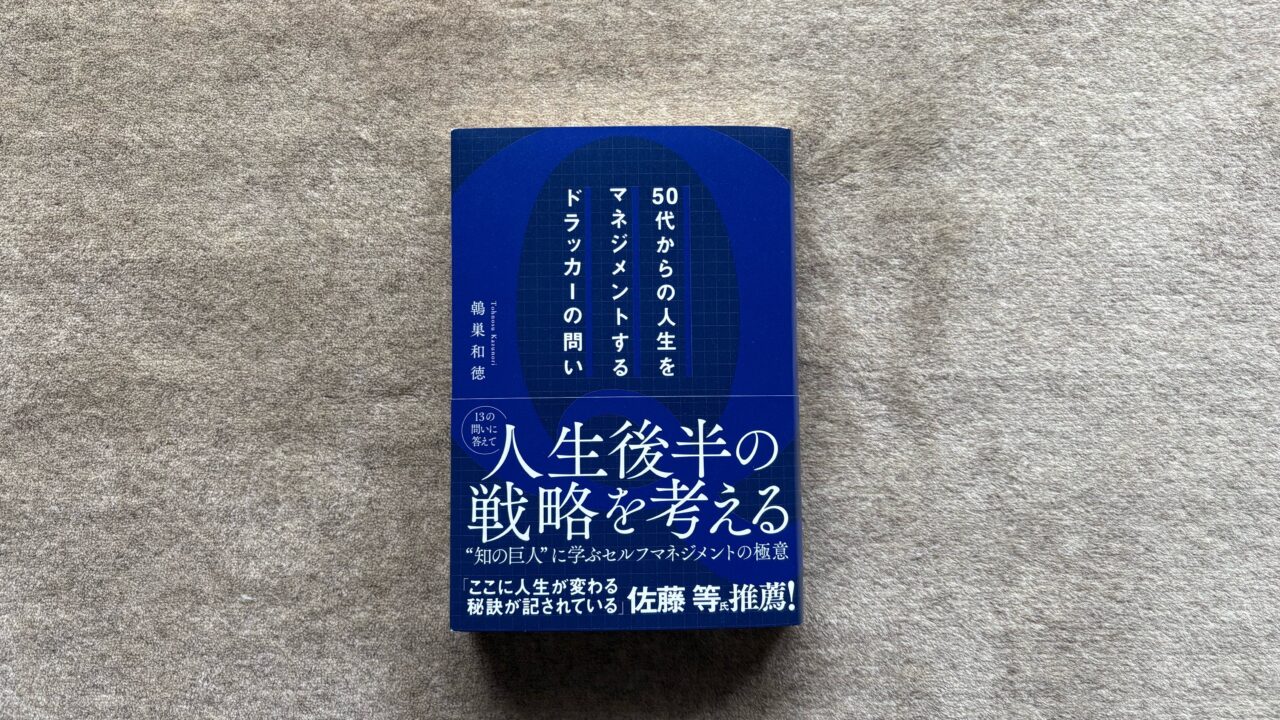 50代からの人生を
マネジメントする
ドラッカーの問い
Tohnosu Kazunori
鵫巣和徳
13の
問いに
答えて
人生後半の
戦略を考える
“知の巨人”に学ぶセルフマネジメントの極意
「ここに人生が変わる
秘訣が記されている」
佐藤 等氏推薦!